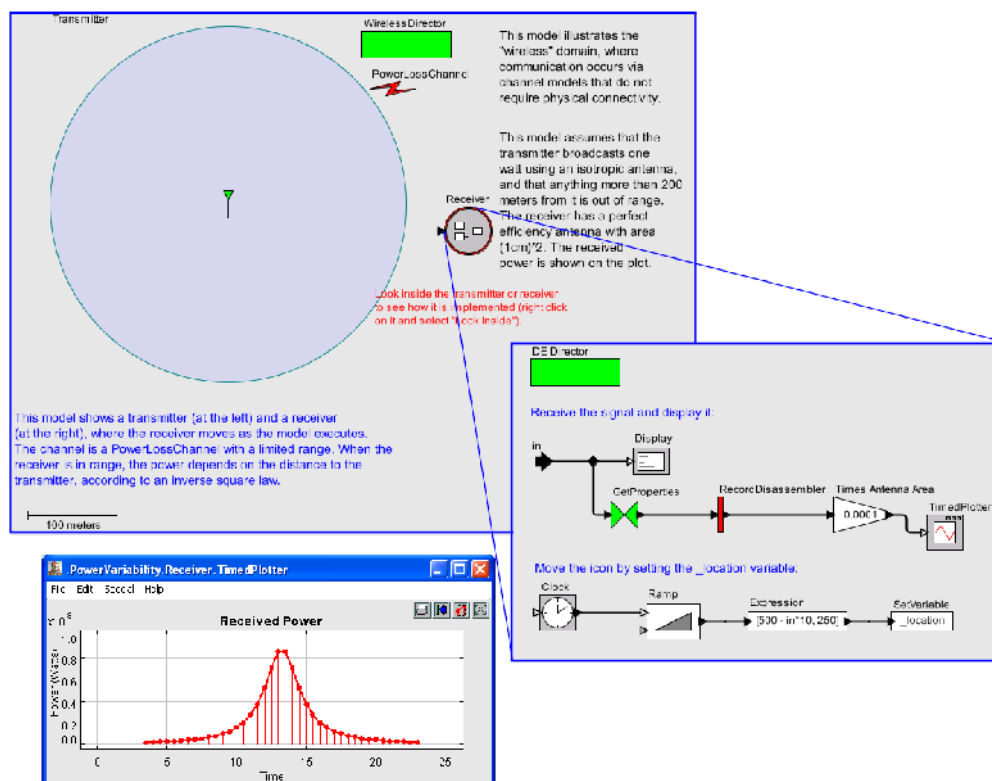 Transmitter
WirelessDirector
PowerLossChannel
This model illustrates the
"wireless" domain, where
communication occurs via
channel models that do not
require physical connectivity.
This model assumes that the
transmitter broadcasts one
watt using an isotropic antenna,
and that anything more than 200
meters from it is out of range.
The receiver has a perfect
efficiency antenna with area
(1cm)^2. The received
power is shown on the plot.
Receiver
Look inside the transmitter or receiver
to see how it is implemented (right click
on it and select "Look Inside").
This model shows a transmitter (at the left) and a receiver
(at the right), where the receiver moves as the model executes.
The channel is a PowerLossChannel with a limited range. When the
receiver is in range, the power depends on the distance to the
transmitter, according to an inverse square law.
100 meters
DE Director
Receive the signal and display it:
in
Display
GetProperties
RecordDisassembler
Times Antenna Area
0.0001
TimedPlotter
Move the icon by setting the _location variable:
Clock
Ramp
Expression
[500 - in*10, 250]
SetVariable
_location
.PowerVariability.Receiver.TimedPlotter
File Edit Special Help
Received Power
Power (Watts)
1.0
0.8
0.6
0.4
0.2
0.0
0 5 10 15 20 25
Time